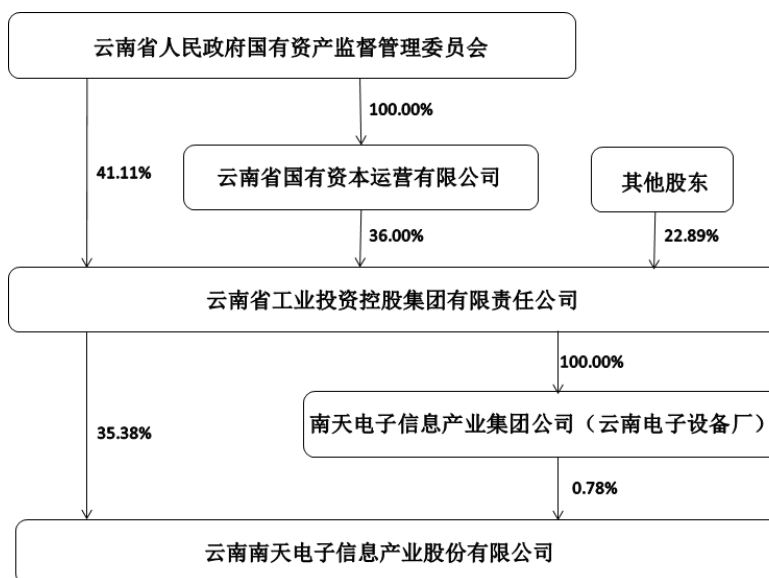 云南省人民政府国有资产监督管理委员会
100.00%
41.11%
云南省国有资本运营有限公司
其他股东
36.00%
22.89%
云南省工业投资控股集团有限责任公司
100.00%
南天电子信息产业集团公司（云南电子设备厂）
35.38%
0.78%
云南南天电子信息产业股份有限公司